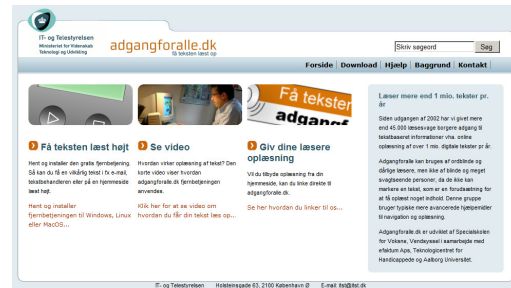 IT- og Telestyrelsen
Ministeriet for Videnskab
Teknologi og Udvikling
adgangforalle.dk
få teksten læst op
Skriv søgeord
Søg
Forside | Download | Hjælp | Baggrund | Kontakt
Få tekster
adgangf
Få teksten læst højt
Hent og installer den gratis fjernbetjening.
Så kan du få en vilkårlig tekst i fx e-mail,
tekstbehandleren eller på en hjemmeside
læst højt.
Hent og installer
fjernbetjeningen til Windows, Linux
eller MacOS...
Se video
Hvordan virker oplæsning af tekst? Den
korte video viser hvordan
adgangforalle.dk fjernbetjeningen
anvendes.
Klik her for at se video om
hvordan du får din tekst læs op...
Giv dine læsere
oplæsning
Vil du tilbyde oplæsning fra din
hjemmeside, kan du linke direkte til
adgangforalle.dk.
Se her hvordan du linker til os...
Læser mere end 1 mio. tekster pr.
år
Siden udgangen af 2002 har vi givet mere
end 45.000 læsesvage borgere adgang til
tekstbaseret informationer vha. online
oplæsning af over 1 mio. digitale tekster pr år.
Adgangforalle kan bruges af ordblinde og
dårlige læsere, men ikke af blinde og meget
svagtseende personer, da de ikke kan
markere en tekst, som er en forudsætning for
at få oplæst noget indhold. Denne gruppe
bruger typiske mere avancerede hjælpemidler
til navigation og oplæsning.
Adgangforalle.dk er udviklet af Specialskolen
for Voksne, Vendsyssel i samarbejde med
efaktum Aps, Teknologicentret for
Handicappede og Aalborg Universitet.
IT- og Telestyrelsen Holsteinsgade 63, 2100 København Ø E-mail: itst@itst.dk